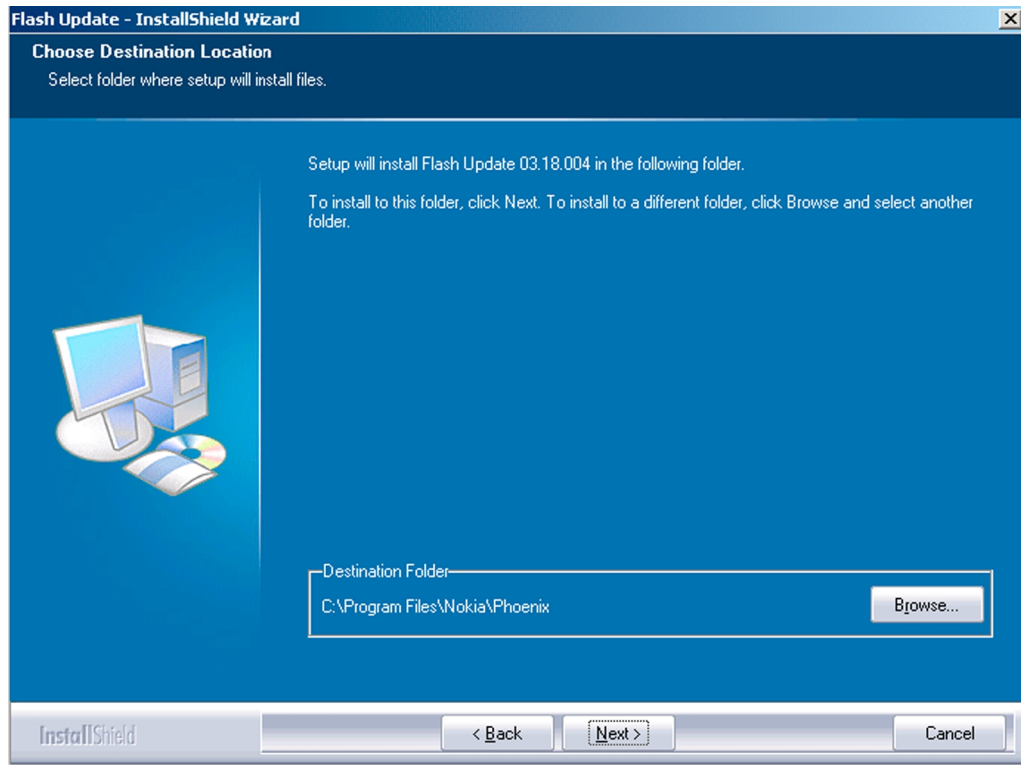 Flash Update - InstallShield Wizard
Choose Destination Location
Select folder where setup will install files.
Setup will install Flash Update 03.18.004 in the following folder.
To install to this folder, click Next. To install to a different folder, click Browse and select another
folder.
Destination Folder
C:\Program Files\Nokia\Phoenix
Browse...
InstallShield
< Back
Next >
Cancel